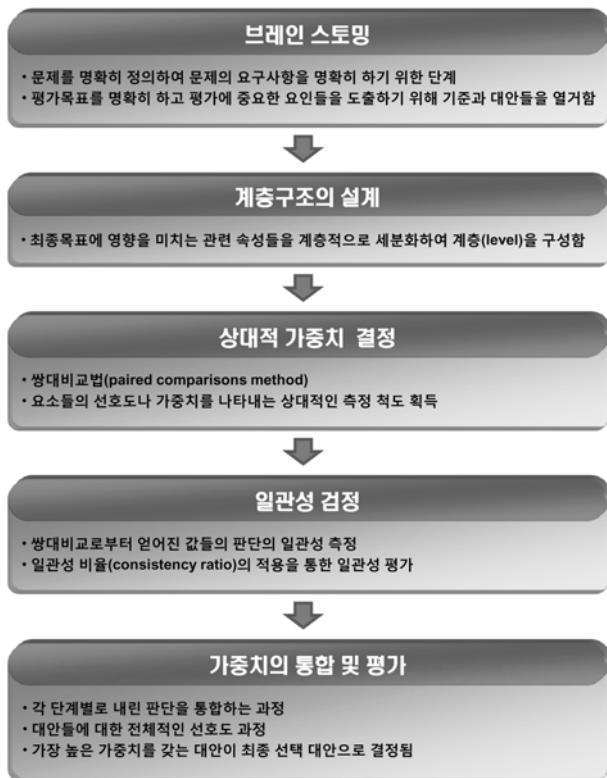 브레인 스토밍
• 문제를 명확히 정의하여 문제의 요구사항을 명확히 하기 위한 단계
• 평가목표를 명확히 하고 평가에 중요한 요인들을 도출하기 위해 기준과 대안들을 열거함
계층구조의 설계
• 최종목표에 영향을 미치는 관련 속성들을 계층적으로 세분화하여 계층(level)을 구성함
상대적 가중치 결정
• 쌍대비교법(paired comparisons method)
• 요소들의 선호도나 가중치를 나타내는 상대적인 측정 척도 획득
일관성 검정
• 쌍대비교로부터 얻어진 값들의 판단의 일관성 측정
• 일관성 비율(consistency ratio)의 적용을 통한 일관성 평가
가중치의 통합 및 평가
• 각 단계별로 내린 판단을 통합하는 과정
• 대안들에 대한 전체적인 선호도 과정
• 가장 높은 가중치를 갖는 대안이 최종 선택 대안으로 결정됨